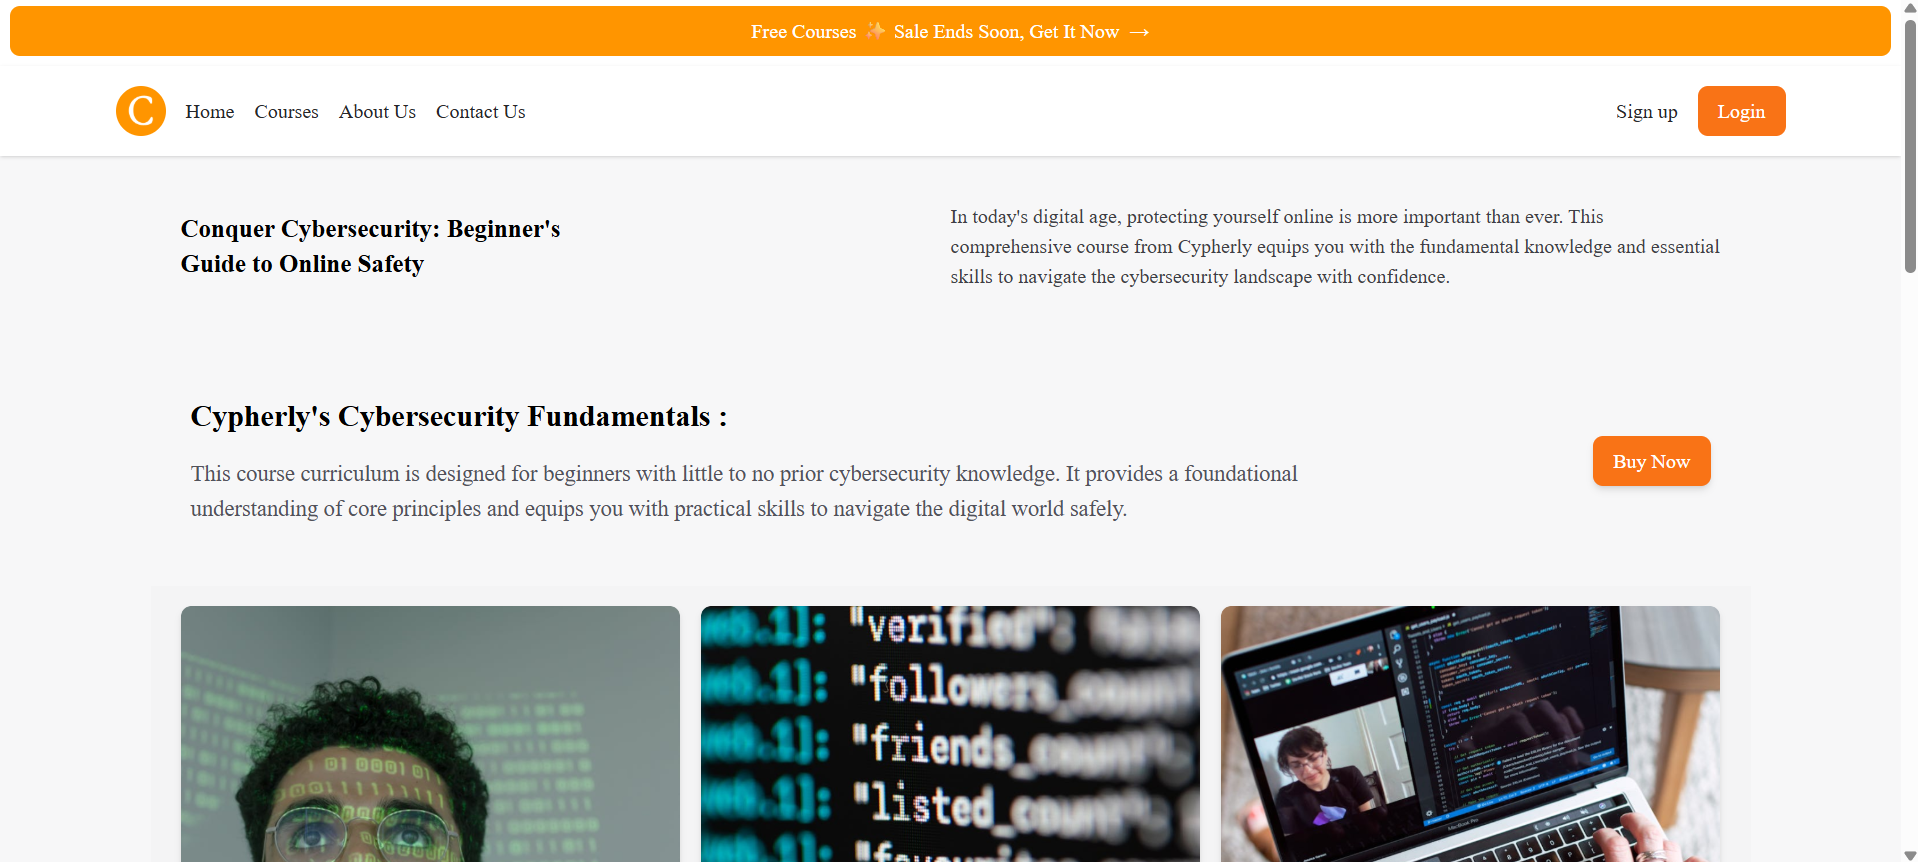 Free Courses ✨ Sale Ends Soon, Get It Now →
C Home Courses About Us Contact Us Sign up Login
Conquer Cybersecurity: Beginner's
Guide to Online Safety
In today's digital age, protecting yourself online is more important than ever. This
comprehensive course from Cypherly equips you with the fundamental knowledge and essential
skills to navigate the cybersecurity landscape with confidence.
Cypherly's Cybersecurity Fundamentals :
This course curriculum is designed for beginners with little to no prior cybersecurity knowledge. It provides a foundational
understanding of core principles and equips you with practical skills to navigate the digital world safely.
Buy Now
"verified":
"followers_count":
"friends_count":
"listed_count":